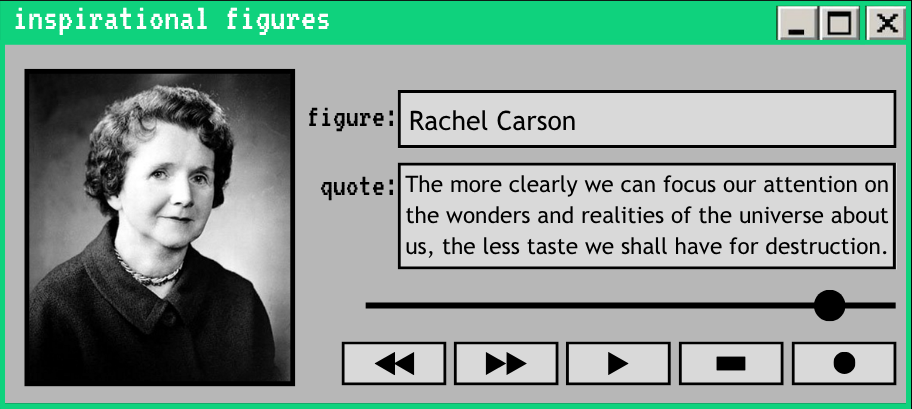 inspirational figures
figure: Rachel Carson
quote: The more clearly we can focus our attention on
the wonders and realities of the universe about
us, the less taste we shall have for destruction.